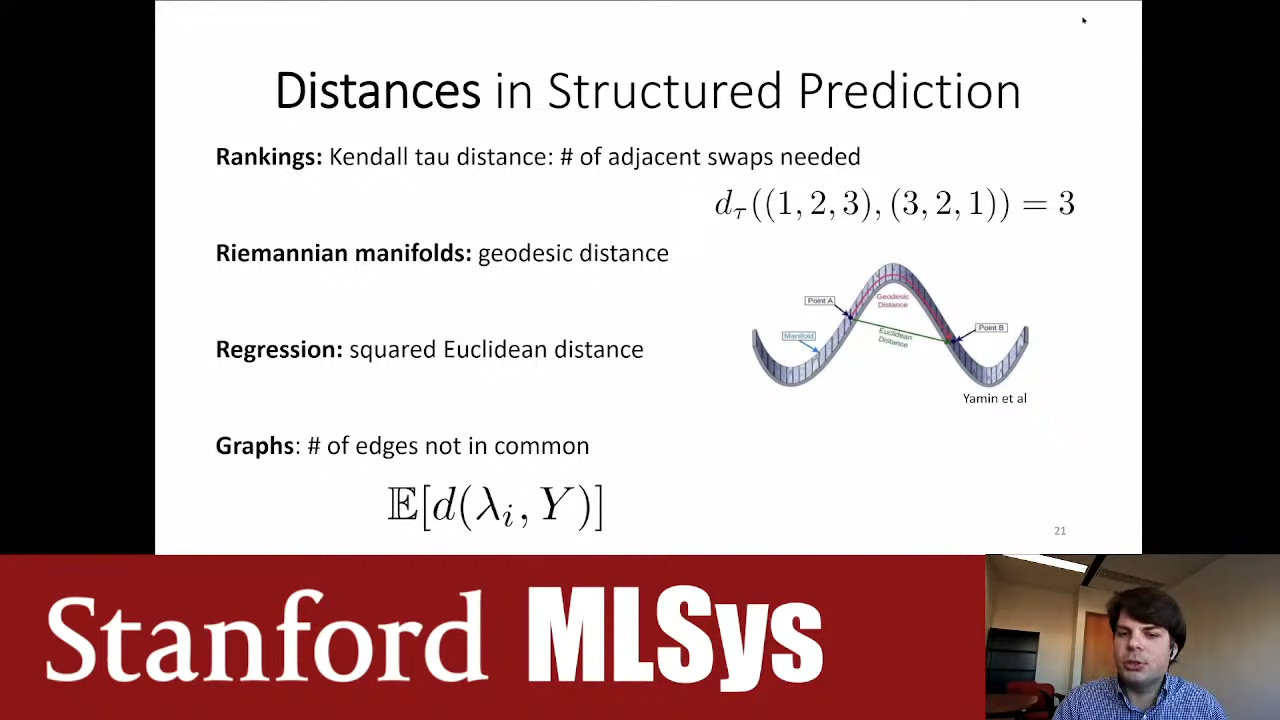 Distances in Structured Prediction
Rankings: Kendall tau distance: # of adjacent swaps needed
d_τ((1, 2, 3), (3, 2, 1)) = 3
Riemannian manifolds: geodesic distance
Point A
Geodesic
Distance
Manifold
Euclidean
Distance
Point B
Regression: squared Euclidean distance
Yamin et al
Graphs: # of edges not in common
𝔼[d(λ_i, Y)]
21
Stanford MLSys